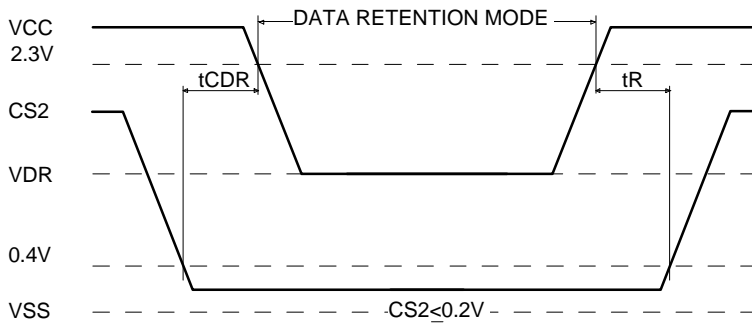 DATA RETENTION MODE
VCC
2.3V
tCDR
tR
CS2
VDR
0.4V
CS2≤0.2V
VSS